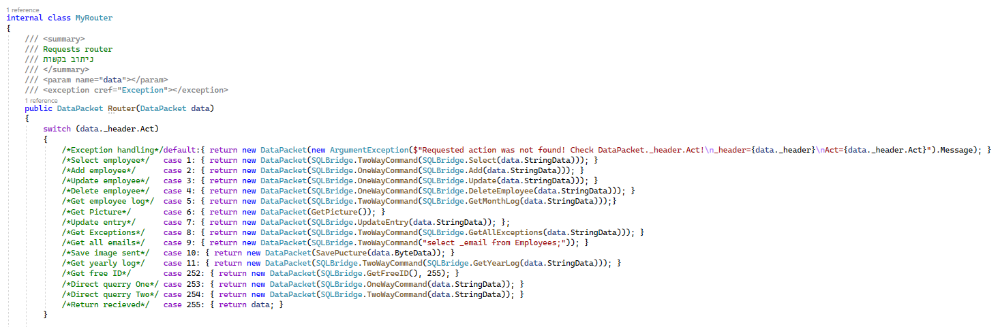 1 reference
internal class MyRouter
{
/// <summary>
/// Requests router
/// ניתוב בקשות
/// </summary>
/// <param name="data"></param>
/// <exception cref="Exception"></exception>
1 reference
public DataPacket Router(DataPacket data)
{
switch (data._header.Act)
{
/*Exception handling*/default:{ return new DataPacket(new ArgumentException($"Requested action was not found! Check DataPacket._header.Act!\n_header={data._header}\nAct={data._header.Act}").Message); }
/*Select employee*/ case 1: { return new DataPacket(SQLBridge.TwoWayCommand(SQLBridge.Select(data.StringData))); }
/*Add employee*/ case 2: { return new DataPacket(SQLBridge.OneWayCommand(SQLBridge.Add(data.StringData))); }
/*Update employee*/ case 3: { return new DataPacket(SQLBridge.OneWayCommand(SQLBridge.Update(data.StringData))); }
/*Delete employee*/ case 4: { return new DataPacket(SQLBridge.OneWayCommand(SQLBridge.DeleteEmployee(data.StringData))); }
/*Get employee log*/ case 5: { return new DataPacket(SQLBridge.TwoWayCommand(SQLBridge.GetMonthLog(data.StringData)));}
/*Get Picture*/ case 6: { return new DataPacket(GetPicture()); }
/*Update entry*/ case 7: { return new DataPacket(SQLBridge.UpdateEntry(data.StringData)); };
/*Get Exceptions*/ case 8: { return new DataPacket(SQLBridge.TwoWayCommand(SQLBridge.GetAllExceptions(data.StringData))); }
/*Get all emails*/ case 9: { return new DataPacket(SQLBridge.TwoWayCommand("select _email from Employees;")); }
/*Save image sent*/ case 10: { return new DataPacket(SavePucture(data.ByteData)); }
/*Get yearly log*/ case 11: { return new DataPacket(SQLBridge.TwoWayCommand(SQLBridge.GetYearLog(data.StringData))); }
/*Get free ID*/ case 252: { return new DataPacket(SQLBridge.GetFreeID(), 255); }
/*Direct querry One*/ case 253: { return new DataPacket(SQLBridge.OneWayCommand(data.StringData)); }
/*Direct querry Two*/ case 254: { return new DataPacket(SQLBridge.TwoWayCommand(data.StringData)); }
/*Return recieved*/ case 255: { return data; }
}